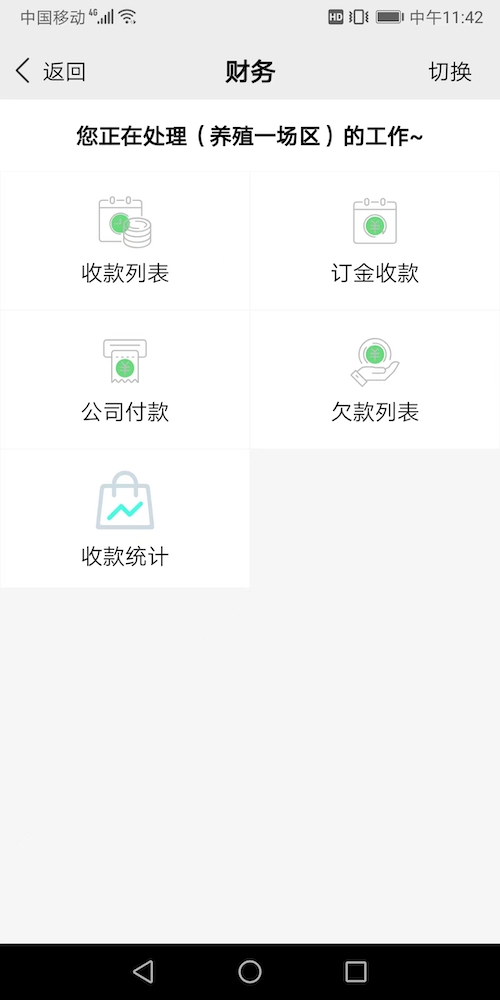 中国移动 4G HD 中午11:42
返回 财务 切换
您正在处理（养殖一场区）的工作~
收款列表 订金收款
公司付款 欠款列表
收款统计